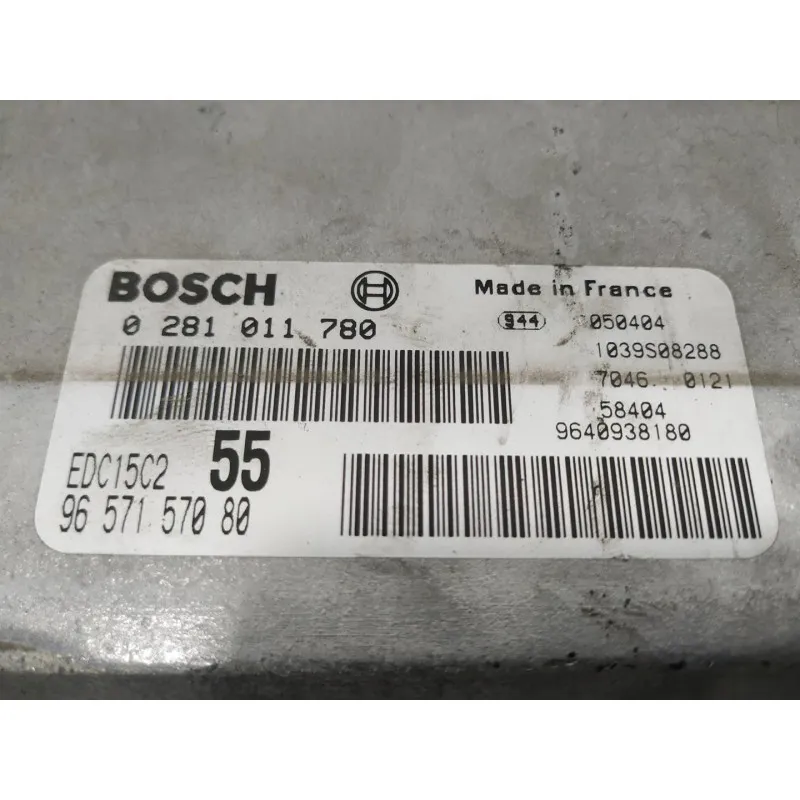 BOSCH
Made in France
0 281 011 780
944
050404
1039S08288
7046 0121
58404
9640938180
EDC15C2
55
96 571 570 80